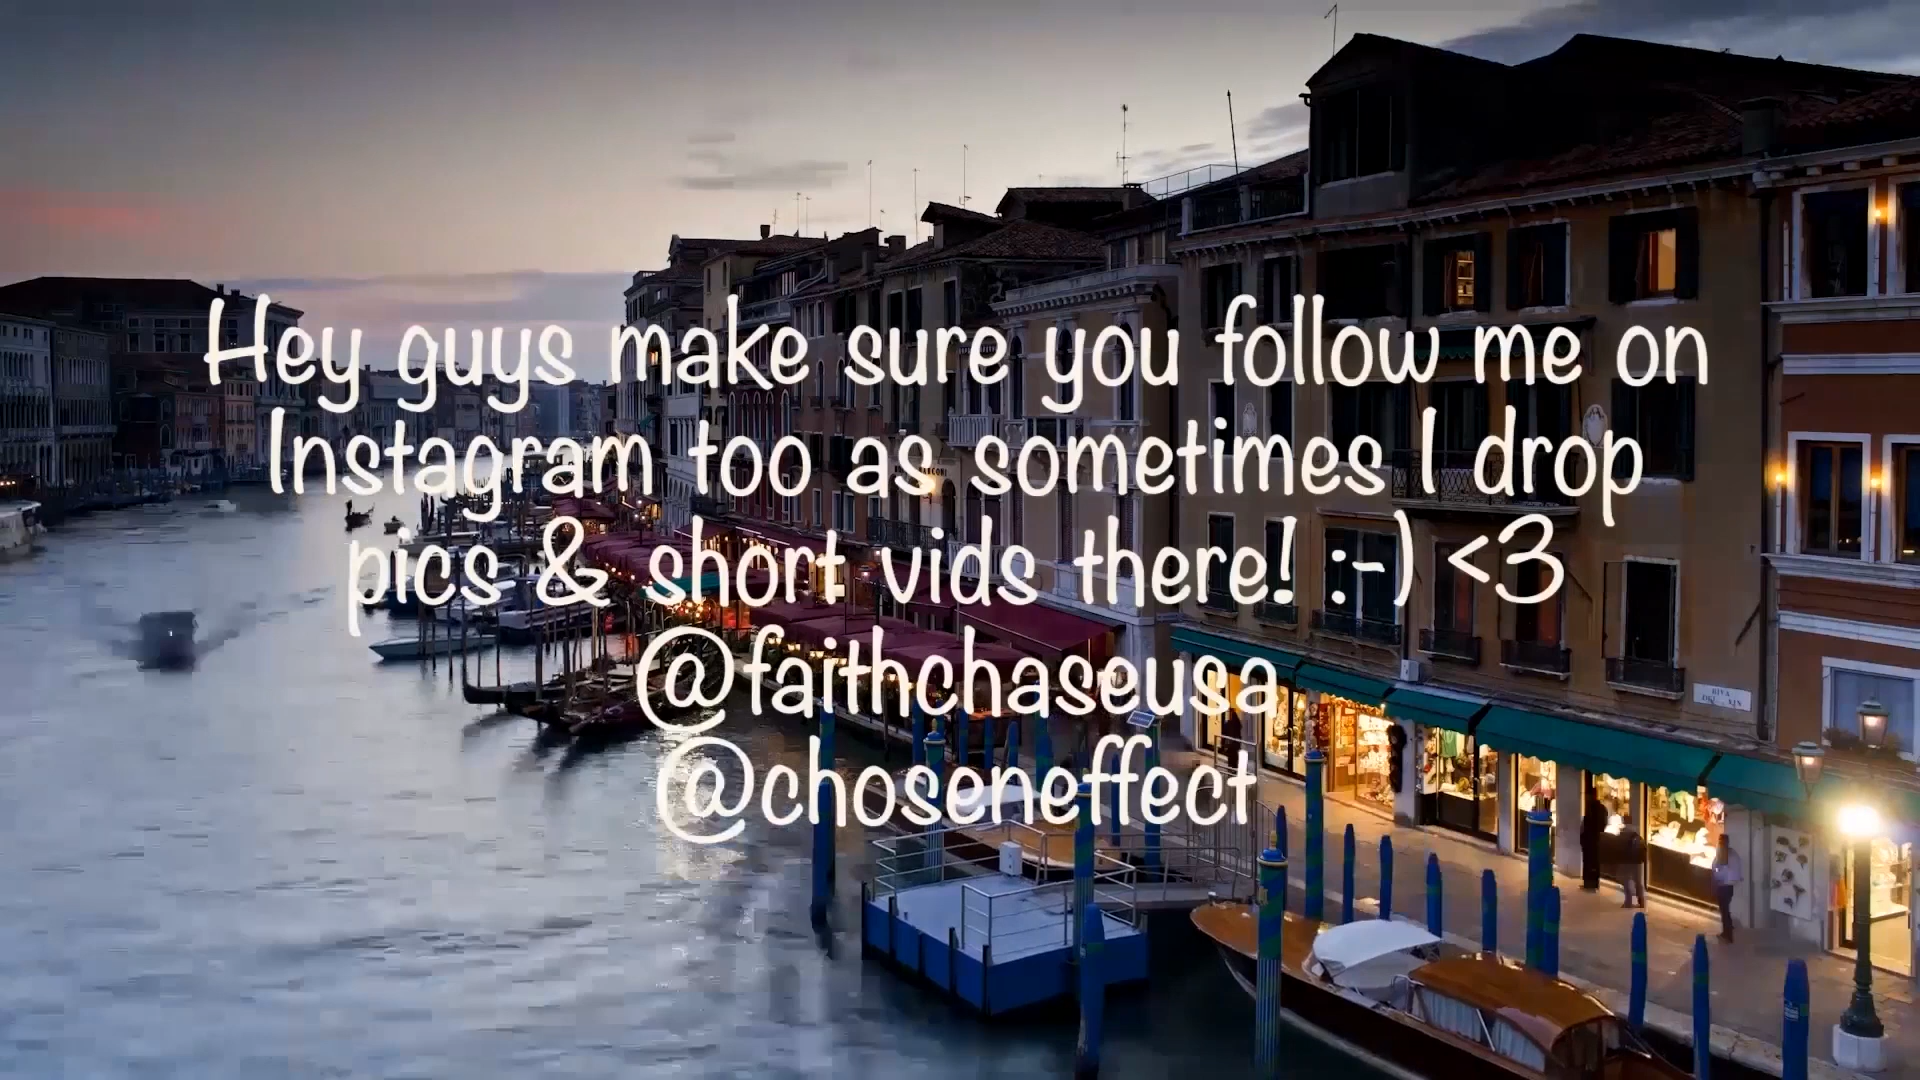 Hey guys make sure you follow me on
Instagram too as sometimes I drop
pics & short vids there! :-) <3
@faithchaseusa
@choseneffect